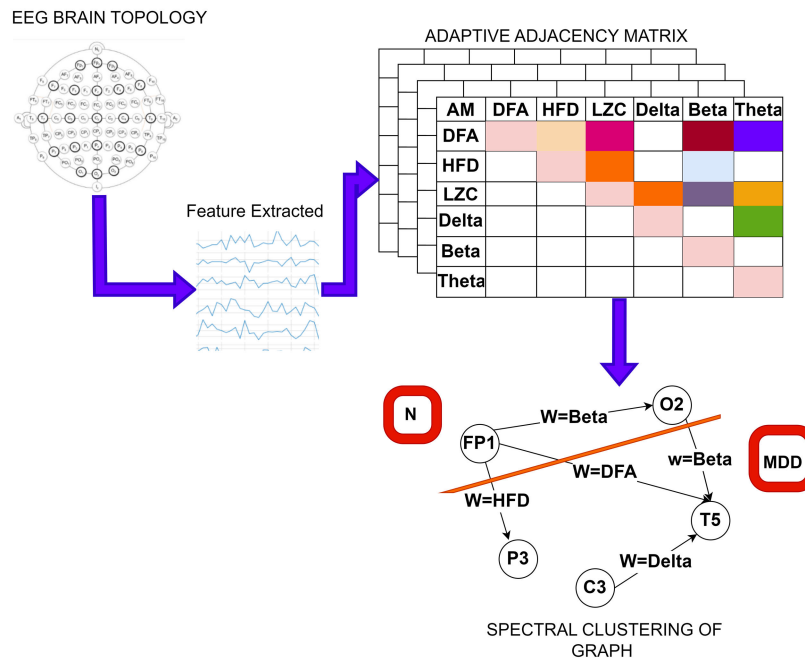 EEG BRAIN TOPOLOGY
ADAPTIVE ADJACENCY MATRIX
AM DFA HFD LZC Delta Beta Theta
DFA
HFD
LZC
Delta
Beta
Theta
Feature Extracted
N
W=Beta
O2
FP1
W=DFA
w=Beta
MDD
W=HFD
T5
P3
W=Delta
C3
SPECTRAL CLUSTERING OF
GRAPH